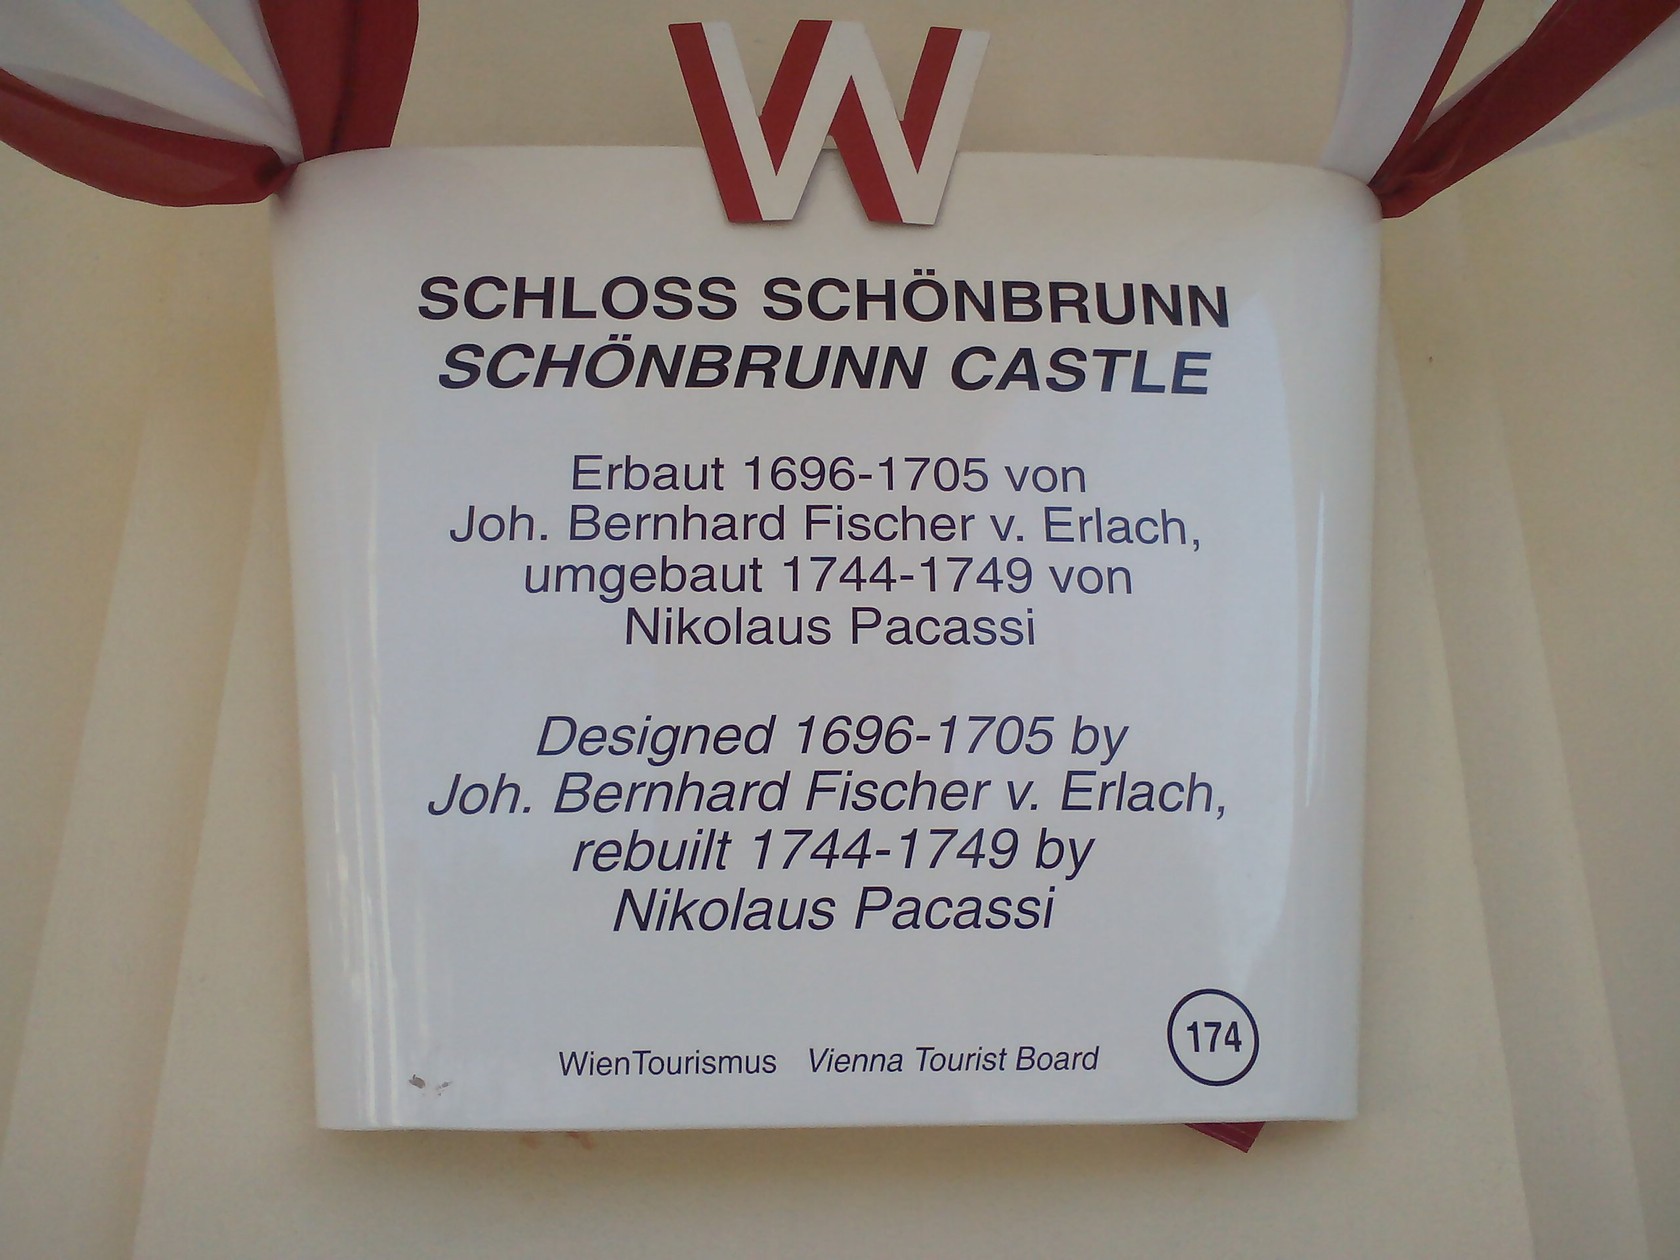 W
SCHLOSS SCHÖNBRUNN
SCHÖNBRUNN CASTLE
Erbaut 1696-1705 von
Joh. Bernhard Fischer v. Erlach,
umgebaut 1744-1749 von
Nikolaus Pacassi
Designed 1696-1705 by
Joh. Bernhard Fischer v. Erlach,
rebuilt 1744-1749 by
Nikolaus Pacassi
WienTourismus Vienna Tourist Board 174